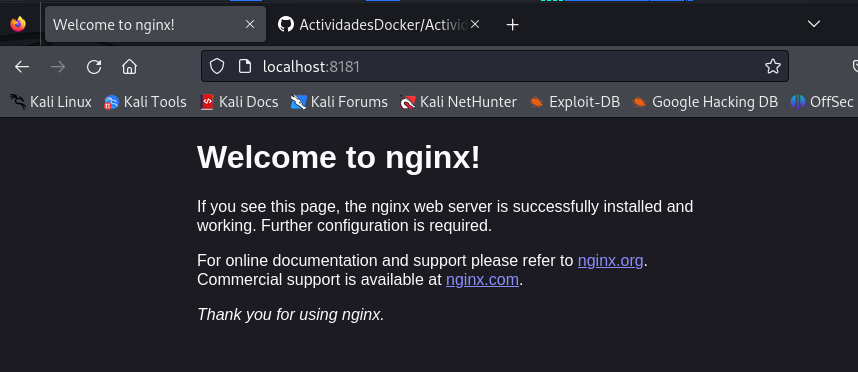 Welcome to nginx!
ActividadesDocker/Activid
localhost:8181
Kali Linux Kali Tools Kali Docs Kali Forums Kali NetHunter Exploit-DB Google Hacking DB OffSec
Welcome to nginx!
If you see this page, the nginx web server is successfully installed and
working. Further configuration is required.
For online documentation and support please refer to nginx.org.
Commercial support is available at nginx.com.
Thank you for using nginx.